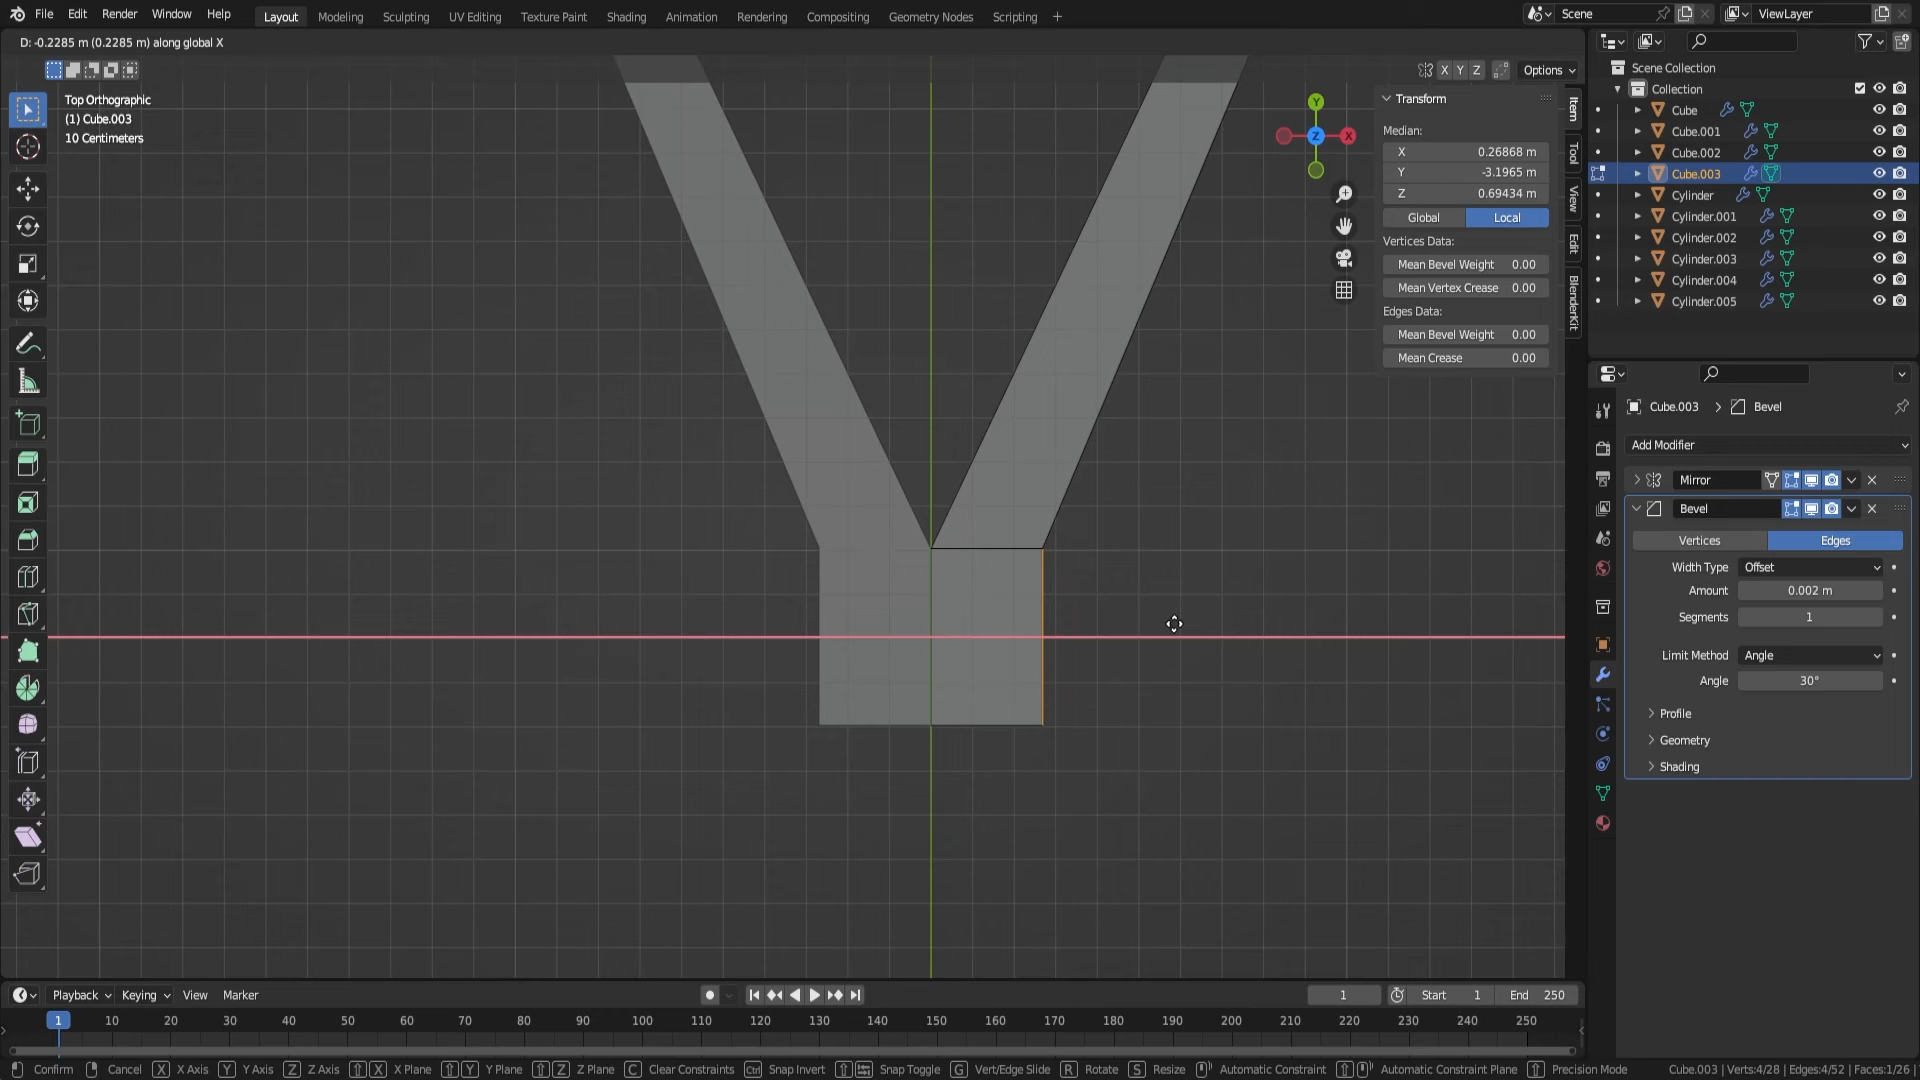 File Edit Render Window Help Layout Modeling Sculpting UV Editing Texture Paint Shading Animation Rendering Compositing Geometry Nodes Scripting + Scene ViewLayer
D: -0.2285 m (0.2285 m) along global X
X Y Z Options
Top Orthographic
(1) Cube.003
10 Centimeters
Y
X
Z
Transform
Median:
X 0.26868 m
Y -3.1965 m
Z 0.69434 m
Global Local
Vertices Data:
Mean Bevel Weight 0.00
Mean Vertex Crease 0.00
Edges Data:
Mean Bevel Weight 0.00
Mean Crease 0.00
Item
Tool
View
Edit
BlenderKit
Scene Collection
Collection
Cube
Cube.001
Cube.002
Cube.003
Cylinder
Cylinder.001
Cylinder.002
Cylinder.003
Cylinder.004
Cylinder.005
Cube.003 > Bevel
Add Modifier
Mirror
Bevel
Vertices Edges
Width Type Offset
Amount 0.002 m
Segments 1
Limit Method Angle
Angle 30°
Profile
Geometry
Shading
Playback Keying View Marker 1 Start 1 End 250
1 10 20 30 40 50 60 70 80 90 100 110 120 130 140 150 160 170 180 190 200 210 220 230 240 250
Confirm Cancel X X Axis Y Y Axis Z Z Axis X X Plane Y Y Plane Z Z Plane C Clear Constraints Ctrl Snap Invert Snap Toggle G Vert/Edge Slide R Rotate S Resize Automatic Constraint Automatic Constraint Plane Precision Mode Cube.003 | Verts:4/28 | Edges:4/52 | Faces:1/26